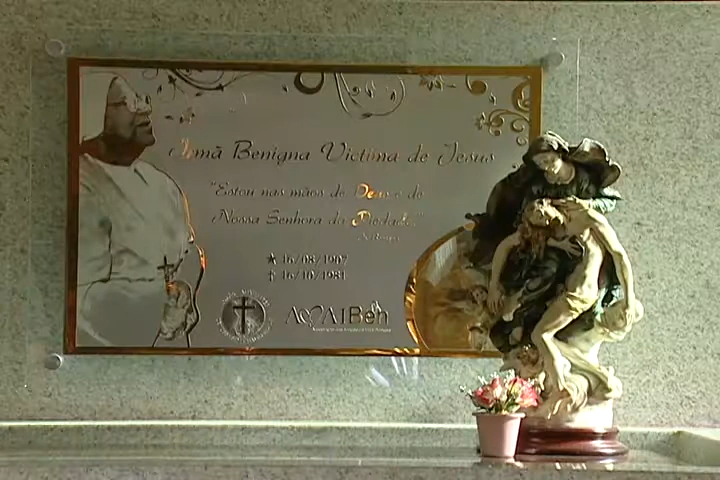 Irmã Benigna Victima de Jesus
"Estou nas mãos de Deus e de
Nossa Senhora da Piedade."
★ 16/08/1907
† 16/10/1981
AMAIBen